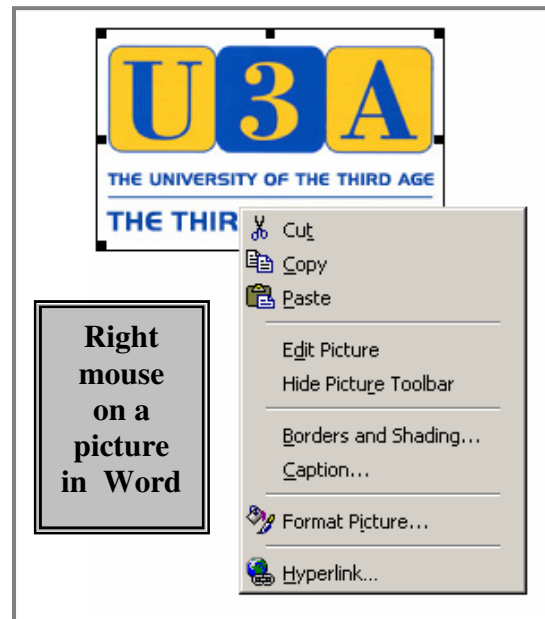 U3A
THE UNIVERSITY OF THE THIRD AGE
THE THIR
Cut
Copy
Paste
Edit Picture
Hide Picture Toolbar
Borders and Shading...
Caption...
Format Picture...
Hyperlink...
Right
mouse
on a
picture
in Word